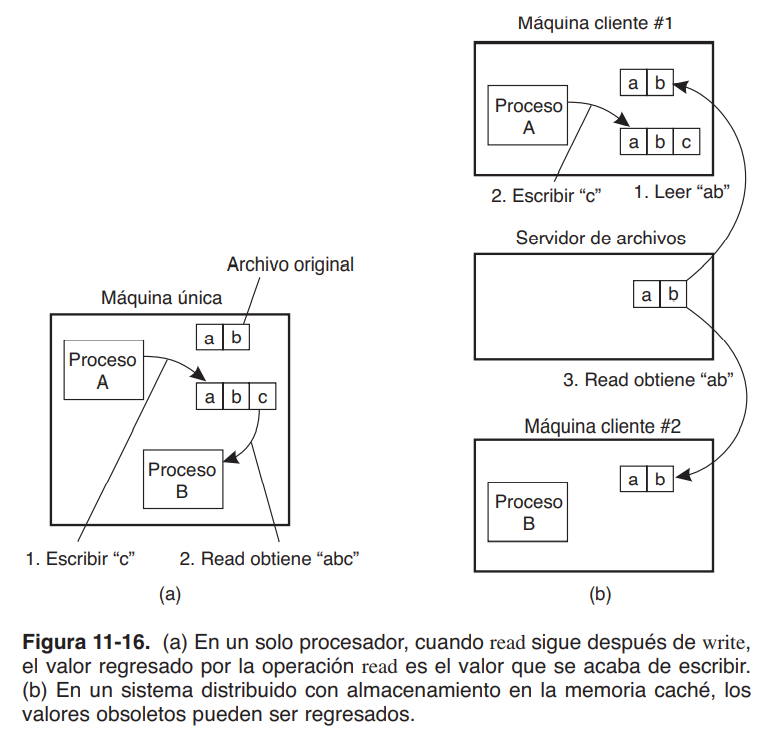 Máquina cliente #1
a b
Proceso
A
a b c
2. Escribir “c”
1. Leer “ab”
Servidor de archivos
a b
3. Read obtiene “ab”
Máquina cliente #2
a b
Proceso
B
(b)
Archivo original
Máquina única
a b
Proceso
A
a b c
Proceso
B
1. Escribir “c”
2. Read obtiene “abc”
(a)
Figura 11-16. (a) En un solo procesador, cuando read sigue después de write,
el valor regresado por la operación read es el valor que se acaba de escribir.
(b) En un sistema distribuido con almacenamiento en la memoria caché, los
valores obsoletos pueden ser regresados.